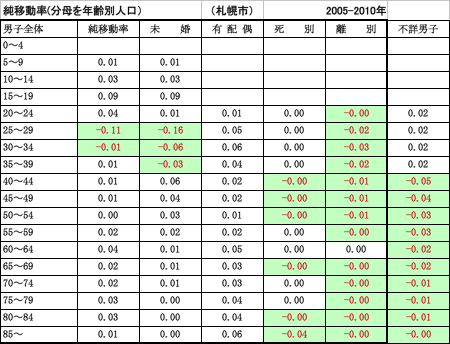 純移動率(分母を年齢別人口) (札幌市) 2005-2010年
男子全体 純移動率 未 婚 有 配 偶 死 別 離 別 不詳男子
0～4
5～9 0.01 0.01
10～14 0.03 0.03
15～19 0.09 0.09
20～24 0.04 0.01 0.01 0.00 -0.00 0.02
25～29 -0.11 -0.16 0.05 0.00 -0.02 0.02
30～34 -0.01 -0.06 0.06 0.00 -0.03 0.02
35～39 0.01 -0.03 0.04 0.00 -0.02 0.02
40～44 0.01 0.06 0.02 -0.00 -0.01 -0.05
45～49 0.01 0.04 0.02 -0.00 -0.01 -0.04
50～54 0.00 0.03 0.01 -0.00 -0.01 -0.03
55～59 0.02 0.02 0.02 0.00 -0.00 -0.03
60～64 0.04 0.01 0.05 0.00 0.00 -0.02
65～69 0.02 0.01 0.03 -0.00 -0.00 -0.02
70～74 0.02 0.01 0.03 0.00 -0.00 -0.01
75～79 0.03 0.00 0.04 0.00 -0.00 -0.01
80～84 0.03 0.00 0.04 -0.00 -0.00 -0.01
85～ 0.01 0.00 0.06 -0.04 -0.00 -0.00